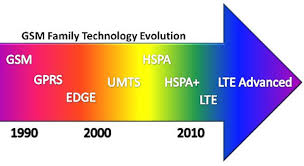 GSM Family Technology Evolution
GSM
GPRS
EDGE
UMTS
HSPA
HSPA+
LTE
LTE Advanced
1990 2000 2010